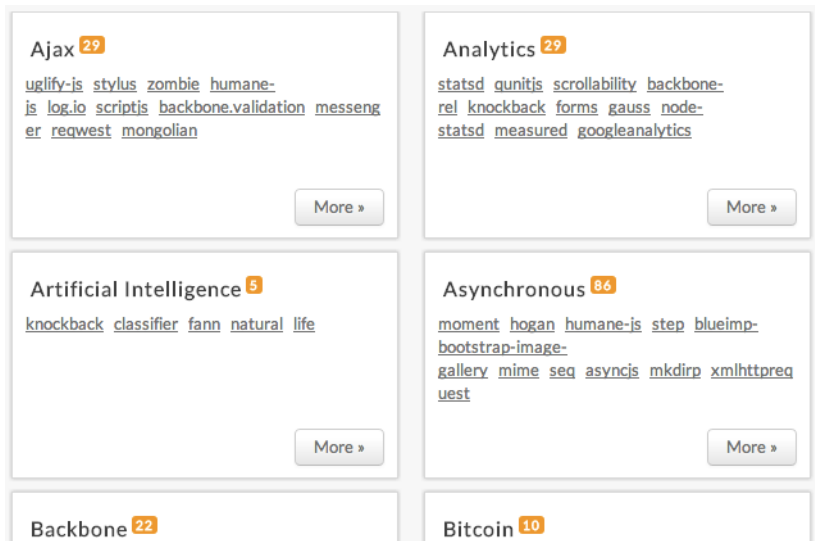 Ajax 29
uglify-js stylus zombie humane-
js log.io scriptjs backbone.validation messeng
er reqwest mongolian
More »
Analytics 29
statsd qunitjs scrollability backbone-
rel knockback forms gauss node-
statsd measured googleanalytics
More »
Artificial Intelligence 5
knockback classifier fann natural life
More »
Asynchronous 86
moment hogan humane-js step blueimp-
bootstrap-image-
gallery mime seq asyncjs mkdirp xmlhttpreq
uest
More »
Backbone 22
Bitcoin 10